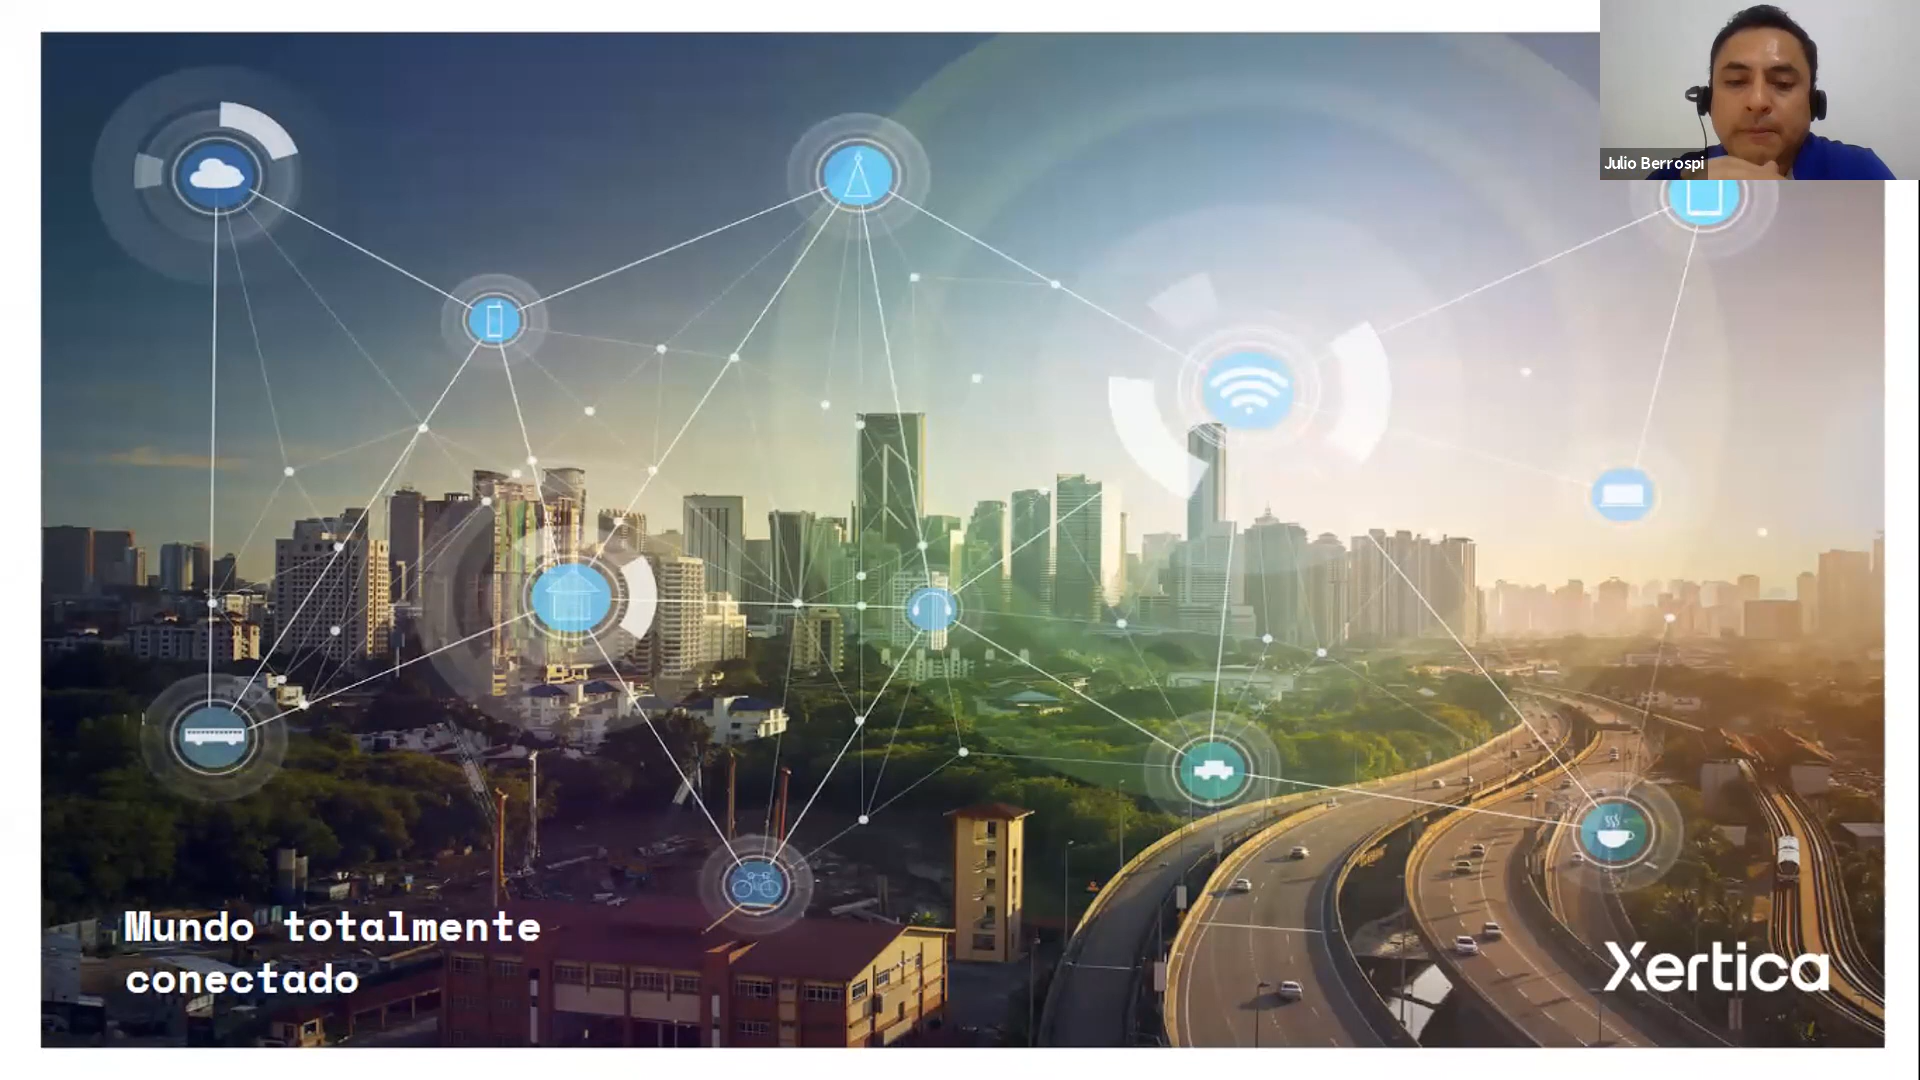 Julio Berrospi
Mundo totalmente
conectado
Xertica